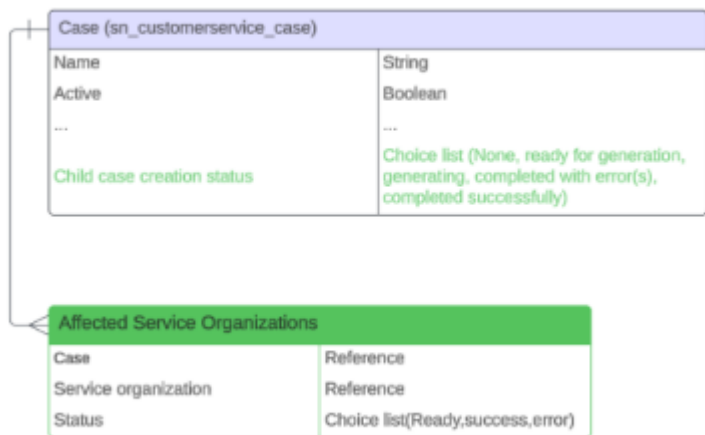 Case (sn_customerservice_case)
Name String
Active Boolean
... ...
Child case creation status Choice list (None, ready for generation,
generating, completed with error(s),
completed successfully)
Affected Service Organizations
Case Reference
Service organization Reference
Status Choice list(Ready,success,error)